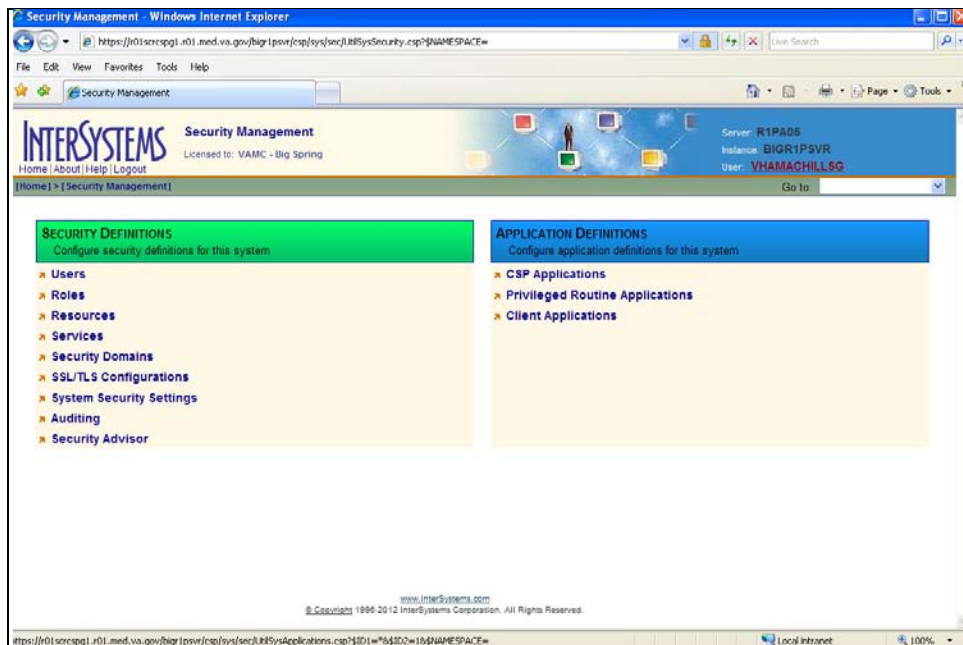 Security Management - Windows Internet Explorer
https://r01scrcspg1.r01.med.va.gov/bigr1psvr/csp/sys/sec/UtilSysSecurity.csp?$NAMESPACE=
Live Search
File Edit View Favorites Tools Help
Security Management
Page Tools
INTERSYSTEMS
Security Management
Licensed to: VAMC - Big Spring
Server: R1PA06
Instance: BIGR1PSVR
User: VHAMACHILLSG
Home | About | Help | Logout
[Home] > [Security Management]
Go to
SECURITY DEFINITIONS
Configure security definitions for this system
Users
Roles
Resources
Services
Security Domains
SSL/TLS Configurations
System Security Settings
Auditing
Security Advisor
APPLICATION DEFINITIONS
Configure application definitions for this system
CSP Applications
Privileged Routine Applications
Client Applications
www.InterSystems.com
© Copyright 1996-2012 InterSystems Corporation. All Rights Reserved.
https://r01scrcspg1.r01.med.va.gov/bigr1psvr/csp/sys/sec/UtilSysApplications.csp?$ID1=*&$ID2=1&$NAMESPACE=
Local intranet
100%